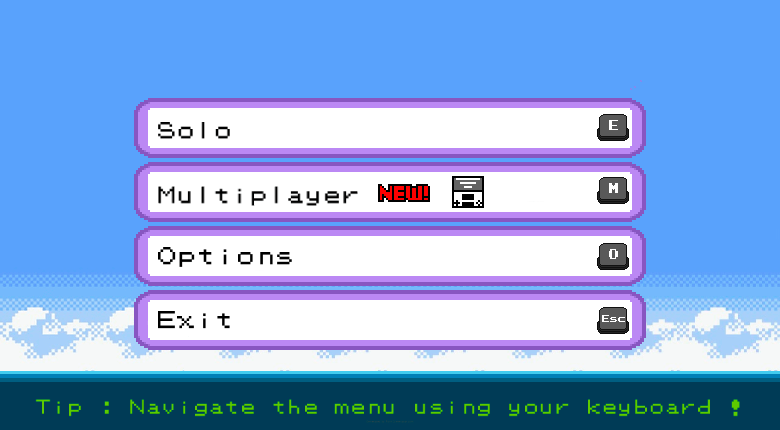 Solo E
Multiplayer NEW! M
Options O
Exit Esc
Tip : Navigate the menu using your keyboard !